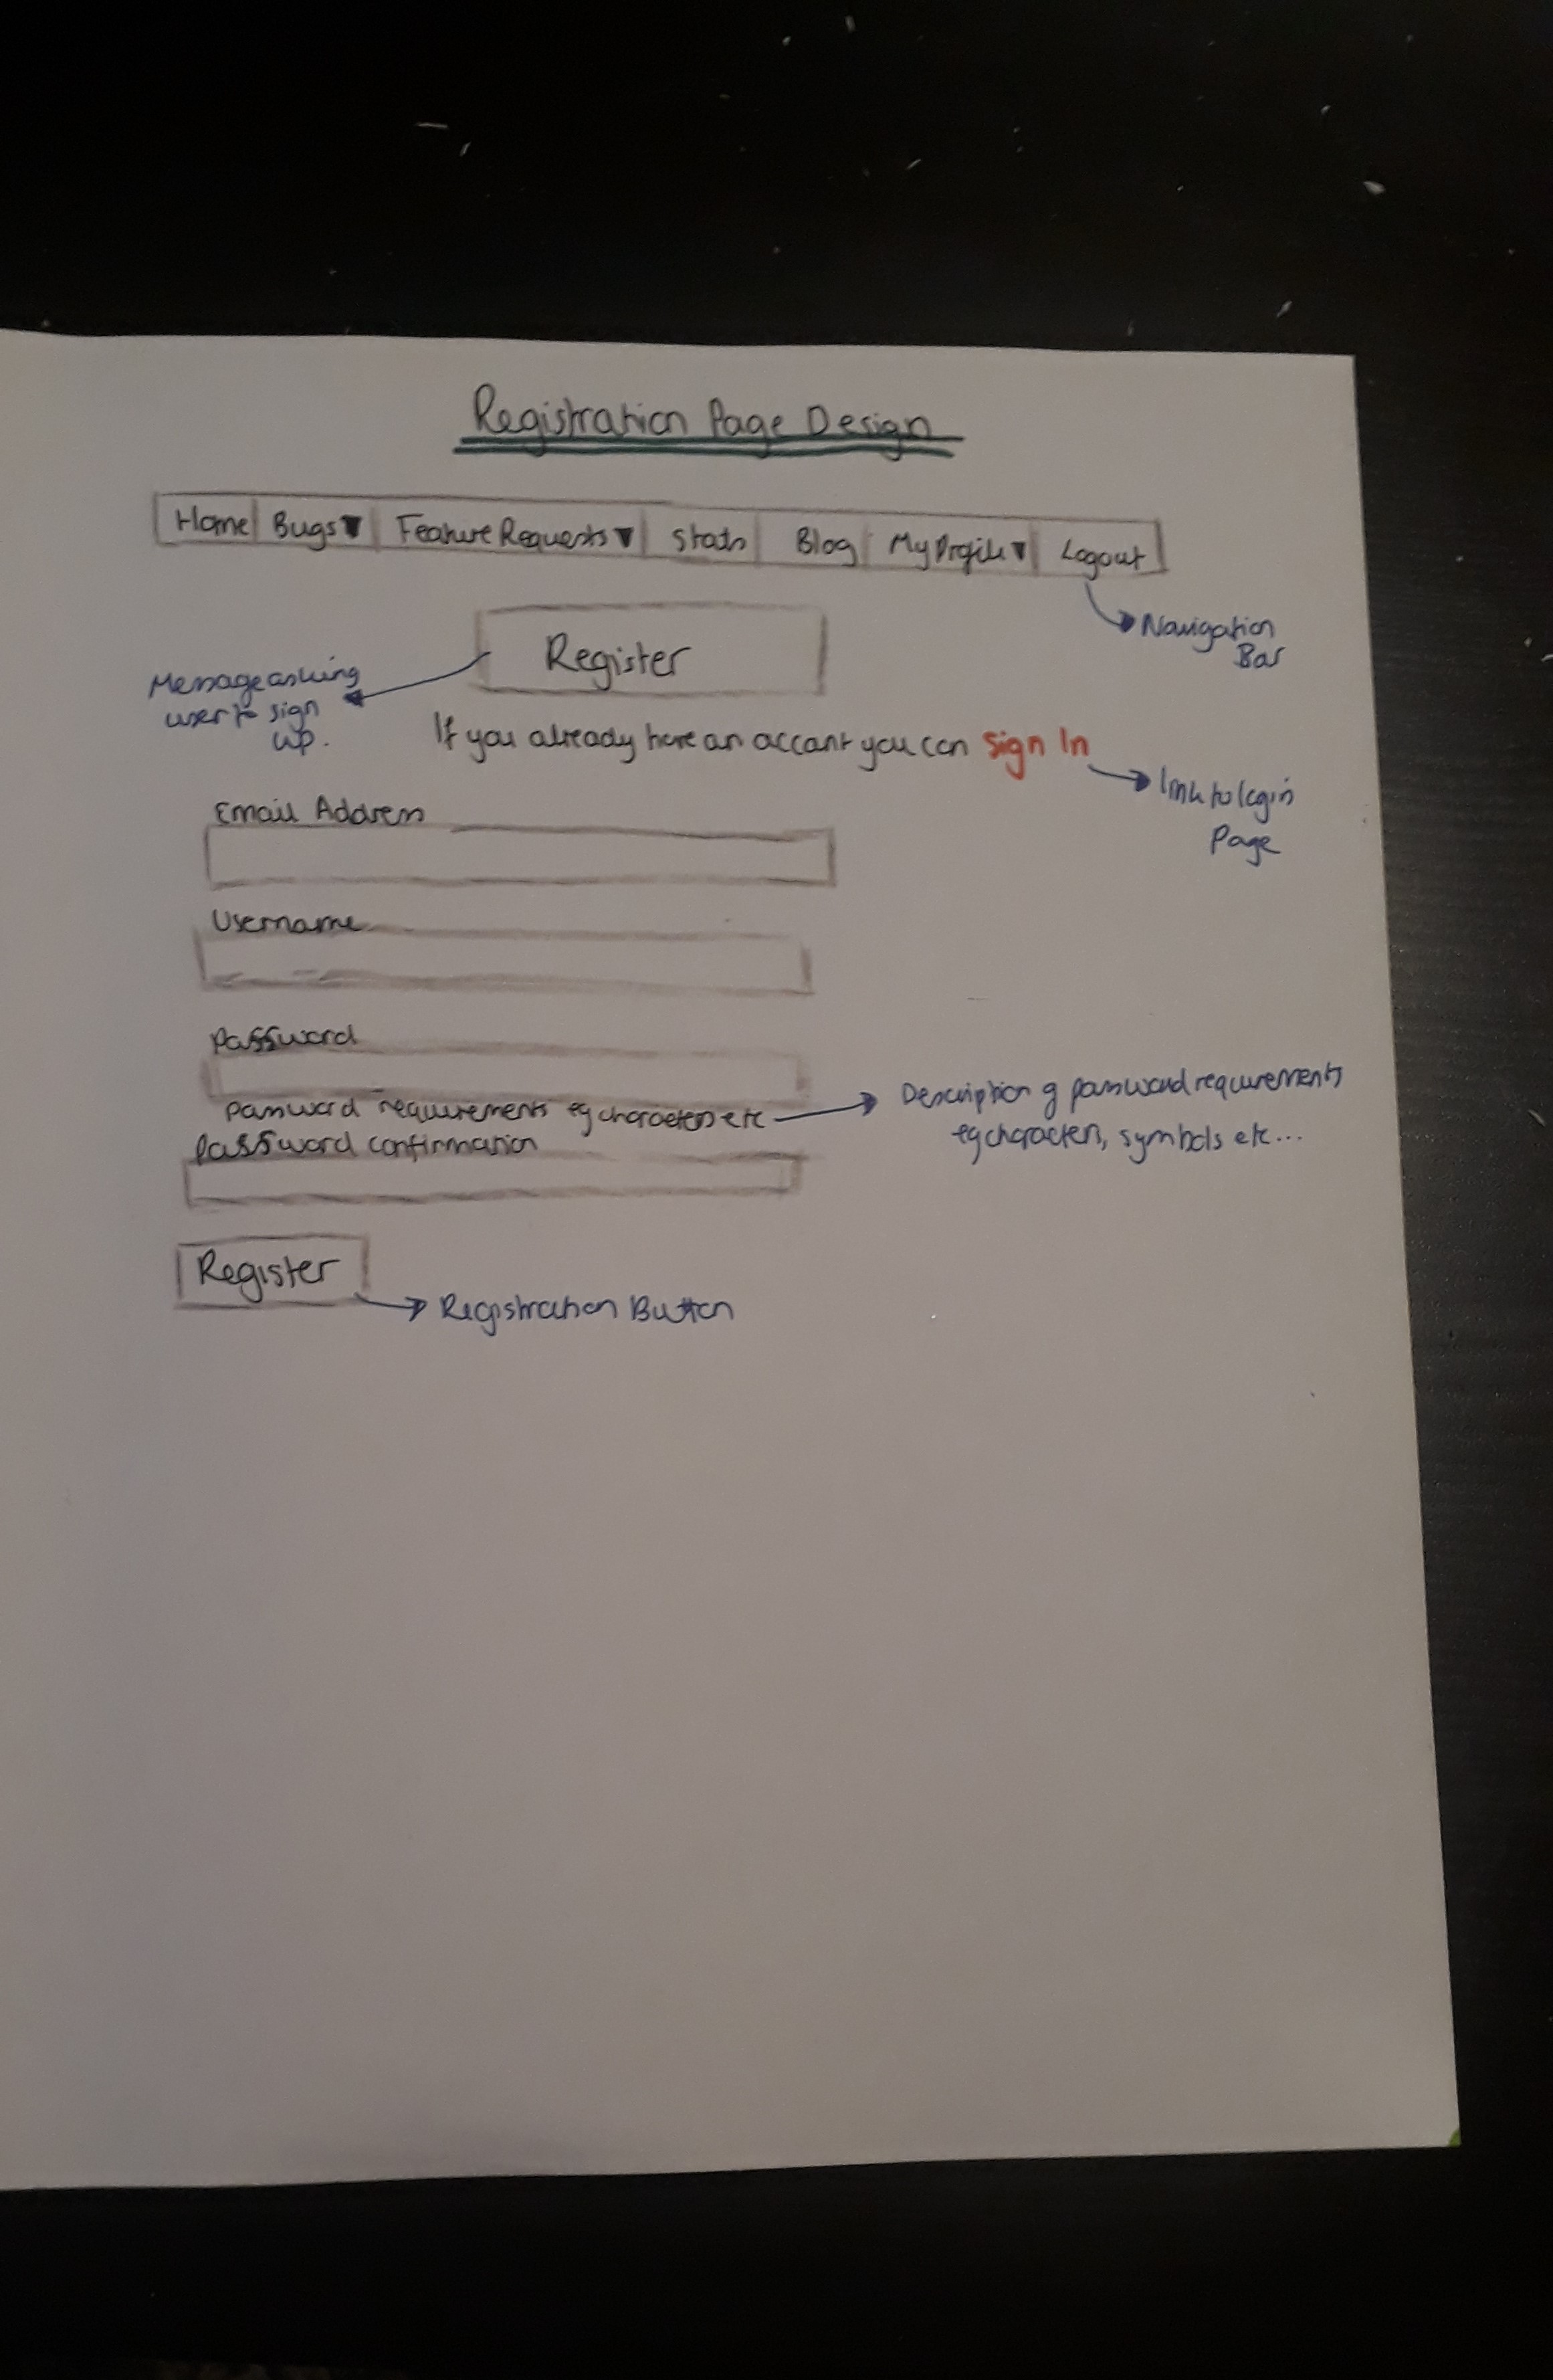 Registration Page Design
Home Bugs▼ Feature Requests▼ Stats Blog My Profile▼ Logout
Navigation
Bar
Register
Message asking
user to sign
up.
If you already have an account you can Sign In
link to login
Page
Email Address
Username
Password
Password requirements eg characters etc
Description of password requirements
eg characters, symbols etc...
Password confirmation
Register
Registration Button